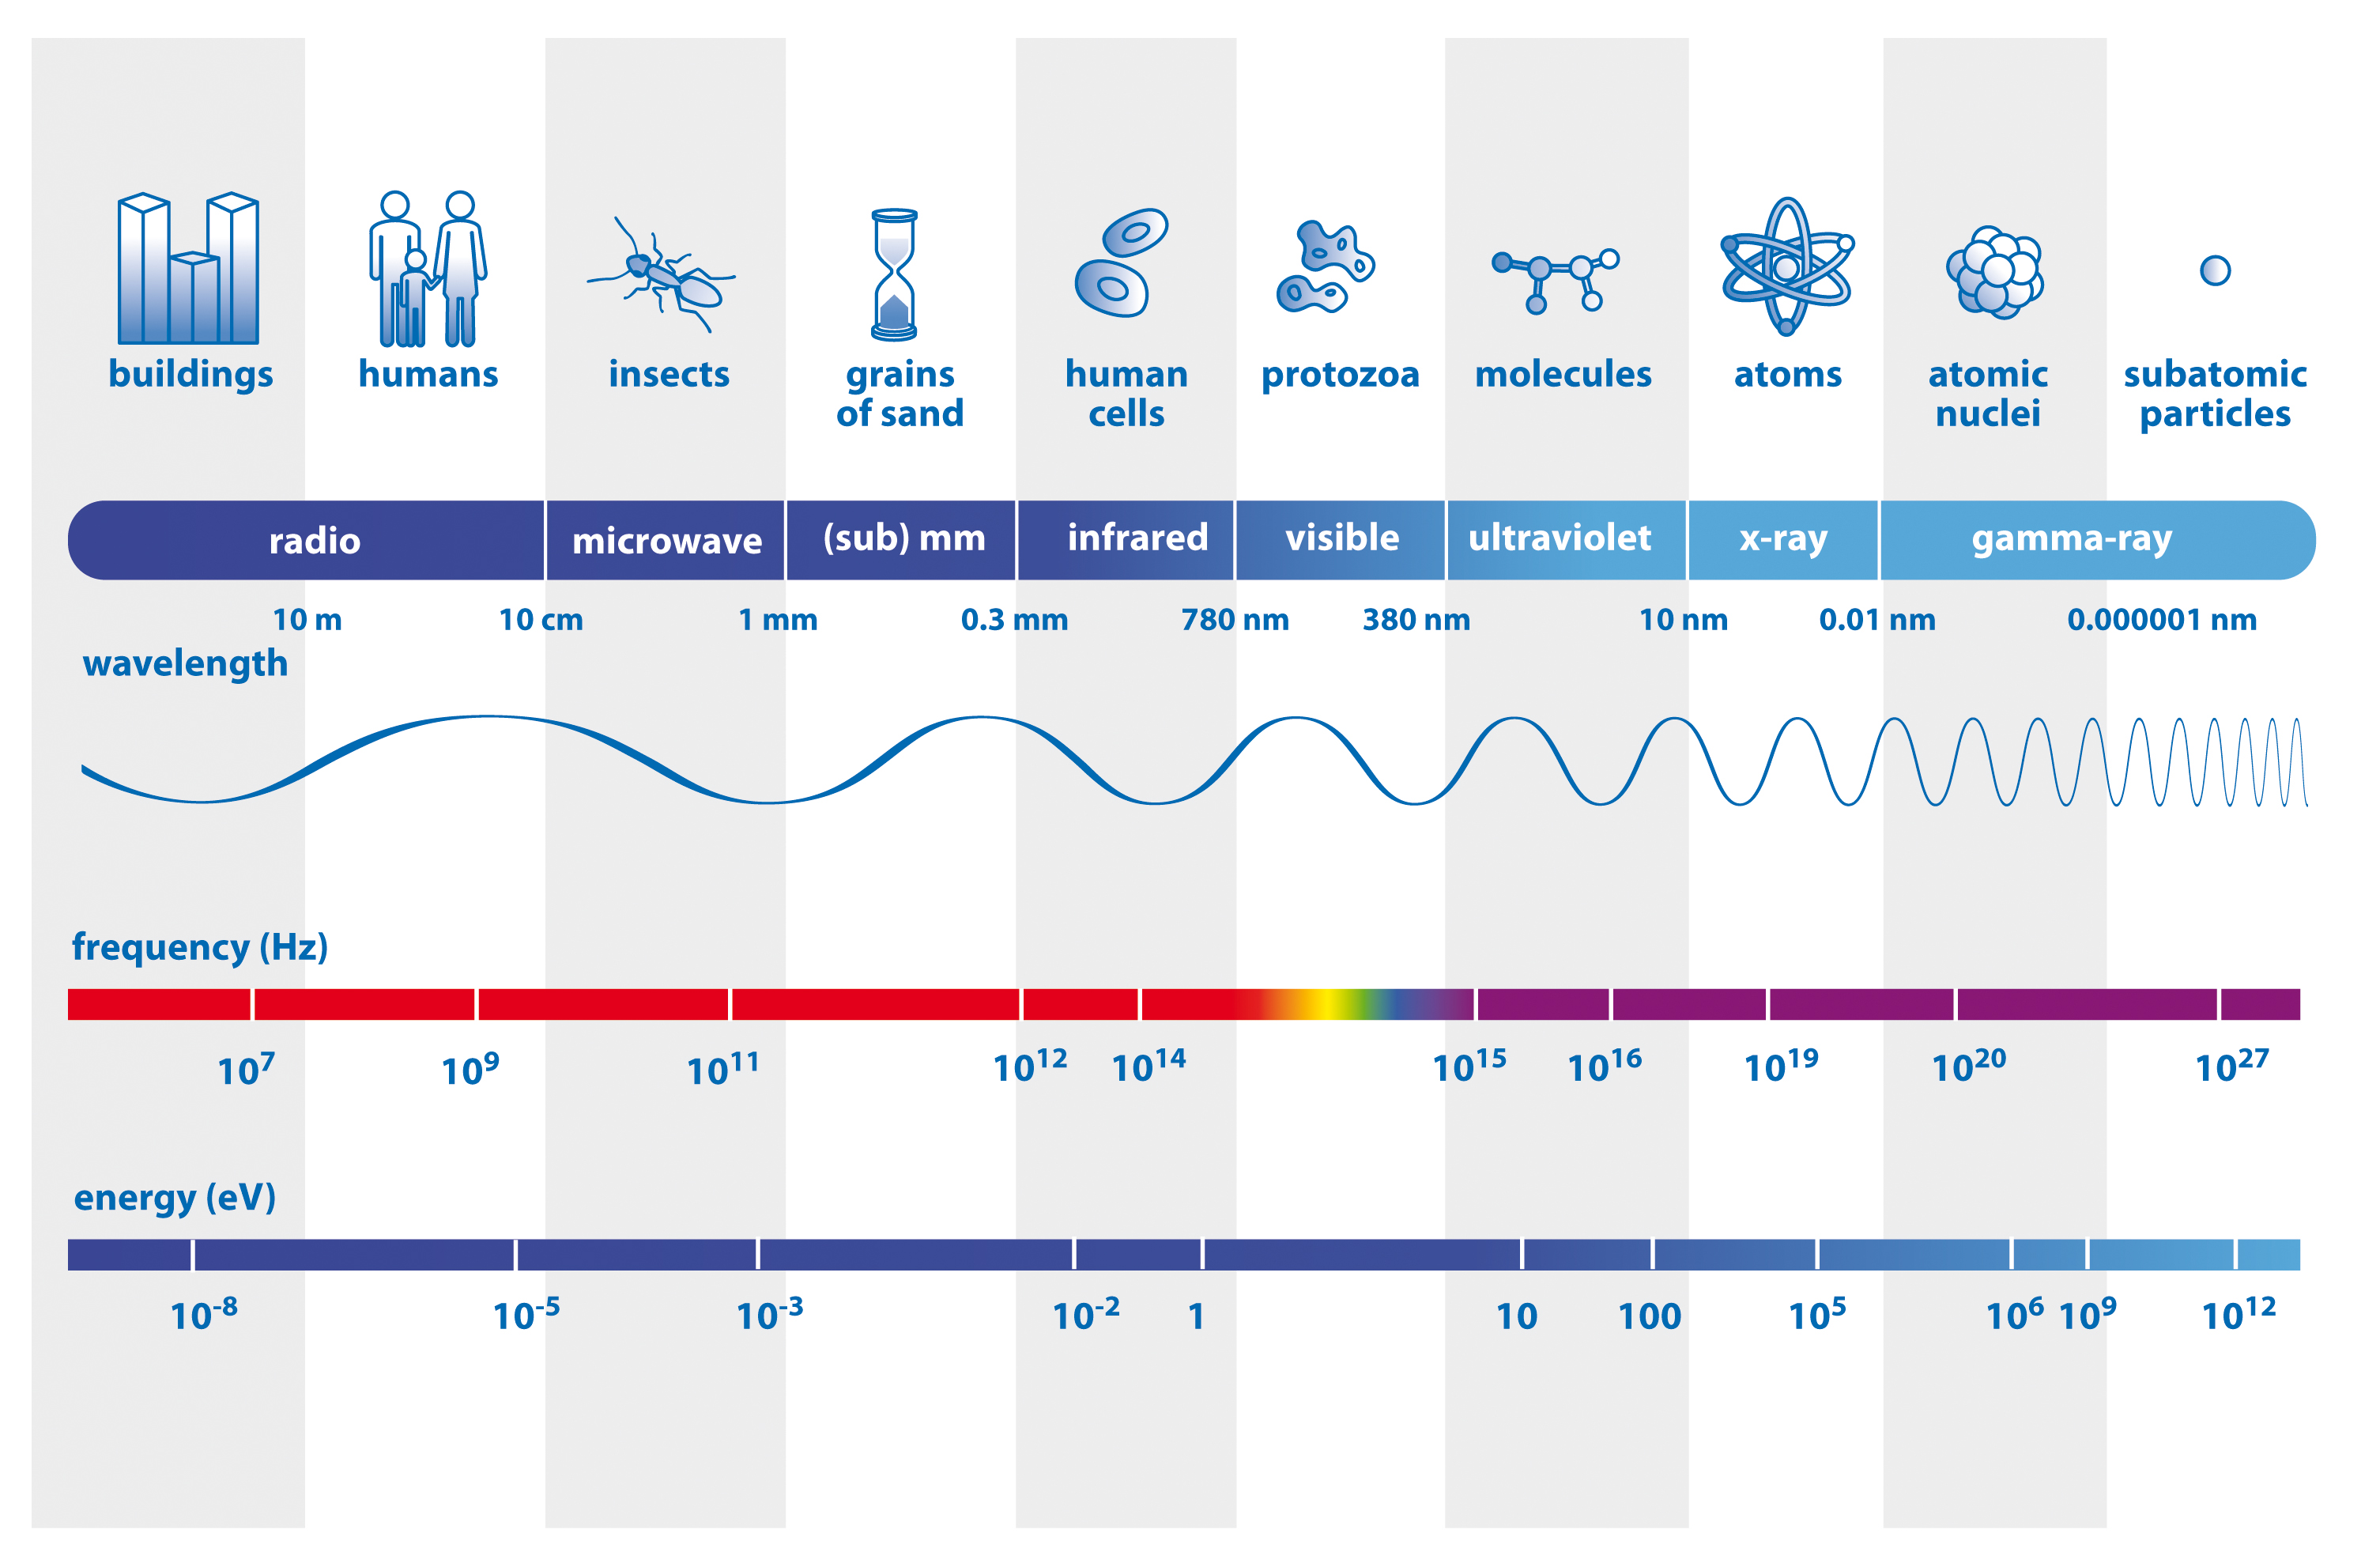 buildings humans insects grains human protozoa molecules atoms atomic subatomic
of sand cells nuclei particles
radio microwave (sub) mm infrared visible ultraviolet x-ray gamma-ray
10 m 10 cm 1 mm 0.3 mm 780 nm 380 nm 10 nm 0.01 nm 0.000001 nm
wavelength
frequency (Hz)
10⁷ 10⁹ 10¹¹ 10¹² 10¹⁴ 10¹⁵ 10¹⁶ 10¹⁹ 10²⁰ 10²⁷
energy (eV)
10⁻⁸ 10⁻⁵ 10⁻³ 10⁻² 1 10 100 10⁵ 10⁶ 10⁹ 10¹²